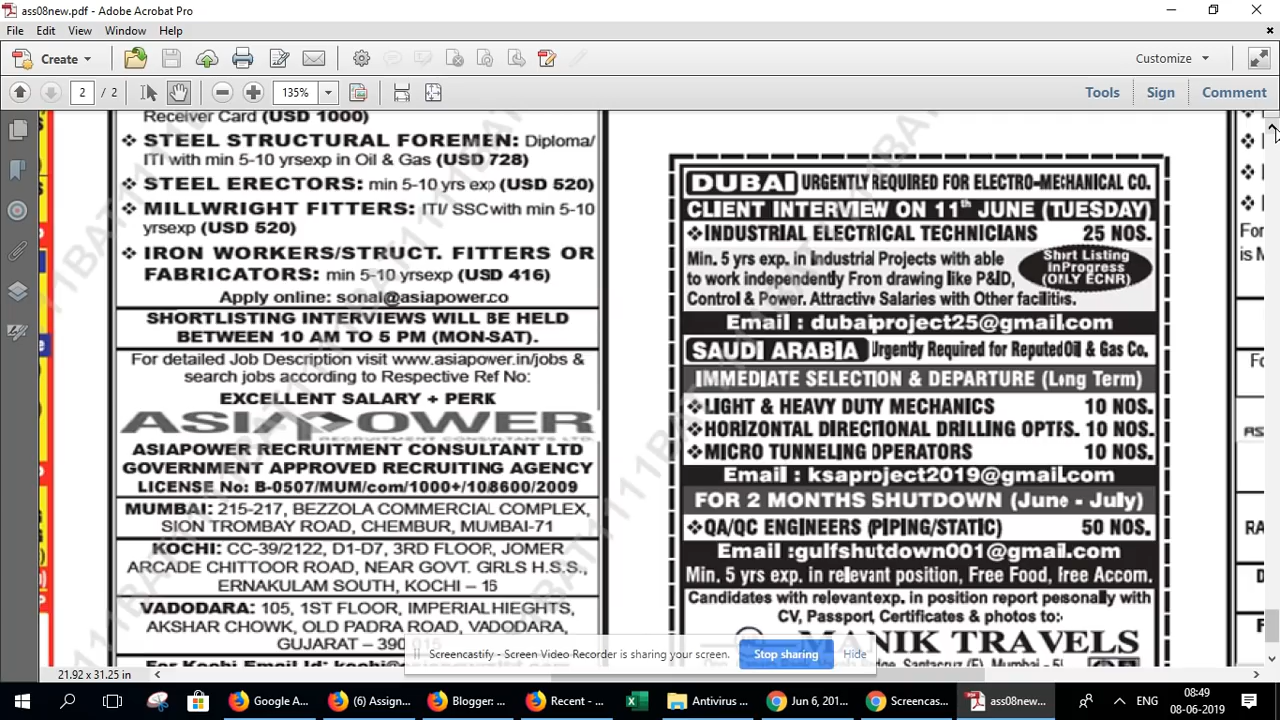 ass08new.pdf - Adobe Acrobat Pro
File Edit View Window Help
Create
Customize
2 / 2
135%
Tools Sign Comment
Receiver Card (USD 1000)
❖ STEEL STRUCTURAL FOREMEN: Diploma/
ITI with min 5-10 yrsexp in Oil & Gas (USD 728)
❖ STEEL ERECTORS: min 5-10 yrs exp (USD 520)
❖ MILLWRIGHT FITTERS: ITI/ SSC with min 5-10
yrsexp (USD 520)
❖ IRON WORKERS/STRUCT. FITTERS OR
FABRICATORS: min 5-10 yrsexp (USD 416)
Apply online: sonal@asiapower.co
SHORTLISTING INTERVIEWS WILL BE HELD
BETWEEN 10 AM TO 5 PM (MON-SAT).
For detailed Job Description visit www.asiapower.in/jobs &
search jobs according to Respective Ref No:
EXCELLENT SALARY + PERK
ASIAPOWER
RECRUITMENT CONSULTANTS LTD
ASIAPOWER RECRUITMENT CONSULTANT LTD
GOVERNMENT APPROVED RECRUITING AGENCY
LICENSE No: B-0507/MUM/com/1000+/108600/2009
MUMBAI: 215-217, BEZZOLA COMMERCIAL COMPLEX,
SION TROMBAY ROAD, CHEMBUR, MUMBAI-71
KOCHI: CC-39/2122, D1-D7, 3RD FLOOR, JOMER
ARCADE CHITTOOR ROAD, NEAR GOVT. GIRLS H.S.S.,
ERNAKULAM SOUTH, KOCHI – 16
VADODARA: 105, 1ST FLOOR, IMPERIAL HIEGHTS,
AKSHAR CHOWK, OLD PADRA ROAD, VADODARA,
GUJARAT – 390 015
DUBAI URGENTLY REQUIRED FOR ELECTRO-MECHANICAL CO.
CLIENT INTERVIEW ON 11th JUNE (TUESDAY)
❖INDUSTRIAL ELECTRICAL TECHNICIANS 25 NOS.
Min. 5 yrs exp. in Industrial Projects with able
to work independently From drawing like P&ID,
Control & Power. Attractive Salaries with Other facilities.
Short Listing
InProgress
(ONLY ECNR)
Email : dubaiproject25@gmail.com
SAUDI ARABIA Urgently Required for Reputed Oil & Gas Co.
IMMEDIATE SELECTION & DEPARTURE (Long Term)
❖LIGHT & HEAVY DUTY MECHANICS 10 NOS.
❖HORIZONTAL DIRECTIONAL DRILLING OPTRS. 10 NOS.
❖MICRO TUNNELING OPERATORS 10 NOS.
Email : ksaproject2019@gmail.com
FOR 2 MONTHS SHUTDOWN (June - July)
❖QA/QC ENGINEERS (PIPING/STATIC) 50 NOS.
Email :gulfshutdown001@gmail.com
Min. 5 yrs exp. in relevant position, Free Food, free Accom.
Candidates with relevant exp. in position report pesonally with
CV, Passport, Certificates & photos to:-
MANIK TRAVELS
Screencastify - Screen Video Recorder is sharing your screen. Stop sharing Hide
21.92 x 31.25 in
Google A... (6) Assign... Blogger: ... Recent - ... Antivirus ... Jun 6, 201... Screencas... ass08new... ENG
08:49
08-06-2019